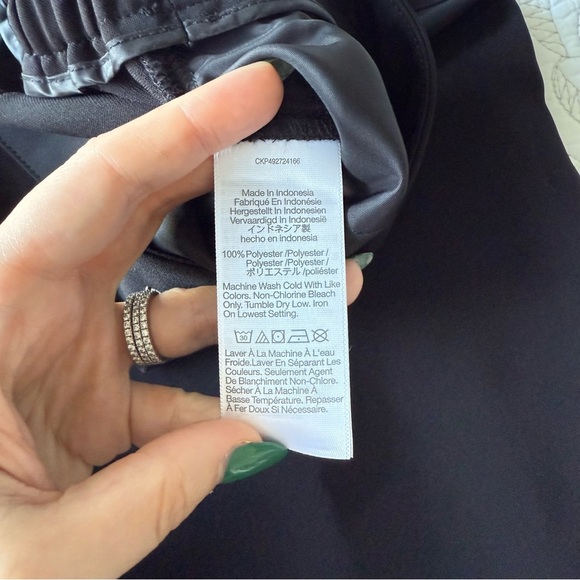 CKP492724166
Made In Indonesia
Fabriqué En Indonésie
Hergestellt In Indonesien
Vervaardigd In Indonesië
インドネシア製
hecho en indonesia
100% Polyester /Polyester /
Polyester /Polyester /
ポリエステル /poliéster
Machine Wash Cold With Like
Colors. Non-Chlorine Bleach
Only. Tumble Dry Low. Iron
On Lowest Setting.
30
Laver À La Machine À L'eau
Froide.Laver En Séparant Les
Couleurs. Seulement Agent
De Blanchiment Non-Chlore.
Sécher À La Machine À
Basse Température. Repasser
À Fer Doux Si Nécessaire.